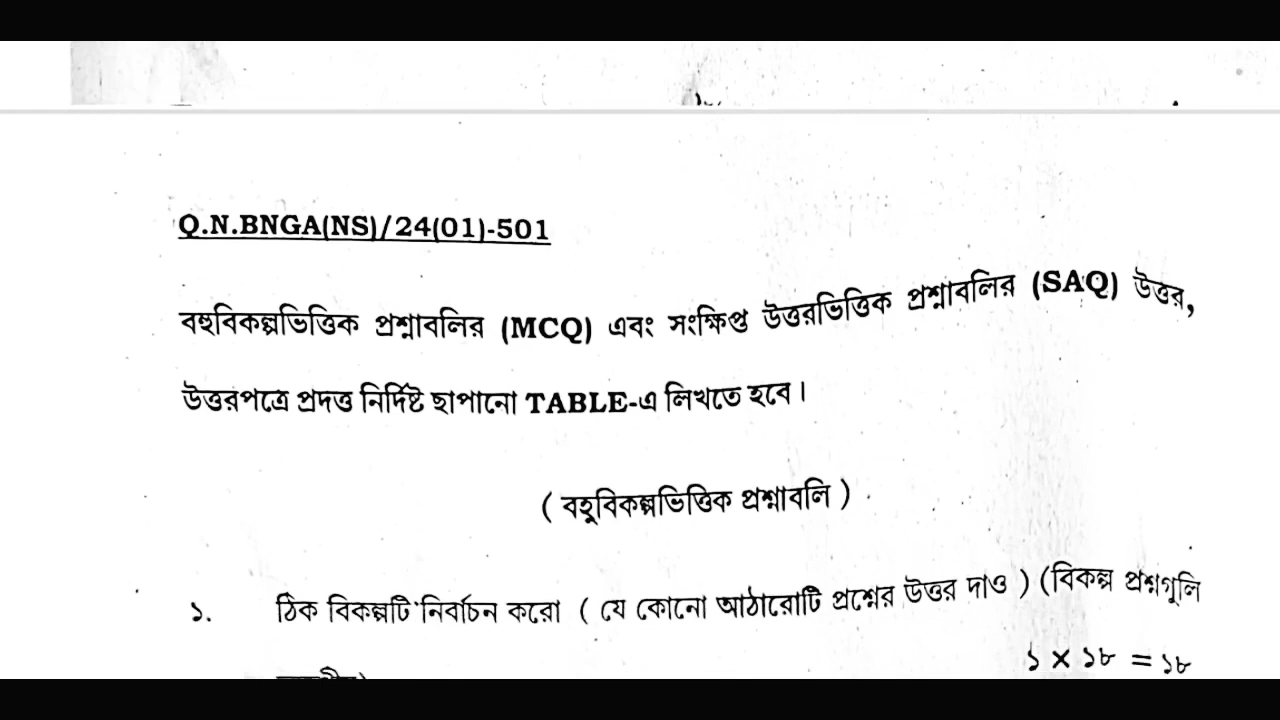 Q.N.BNGA(NS)/24(01)-501
বহুবিকল্পভিত্তিক প্রশ্নাবলির (MCQ) এবং সংক্ষিপ্ত উত্তরভিত্তিক প্রশ্নাবলির (SAQ) উত্তর,
উত্তরপত্রে প্রদত্ত নির্দিষ্ট ছাপানো TABLE-এ লিখতে হবে।
( বহুবিকল্পভিত্তিক প্রশ্নাবলি )
১. ঠিক বিকল্পটি নির্বাচন করো ( যে কোনো আঠারোটি প্রশ্নের উত্তর দাও ) (বিকল্প প্রশ্নগুলি
১ × ১৮ = ১৮